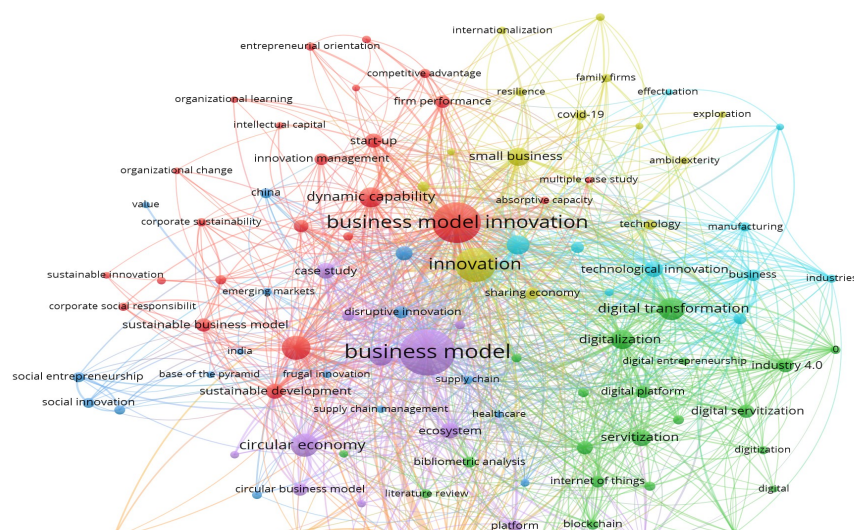 internationalization
entrepreneurial orientation
competitive advantage
family firms
resilience
effectuation
organizational learning
firm performance
covid-19
exploration
intellectual capital
start-up
innovation management
small business
ambidexterity
organizational change
multiple case study
china
dynamic capability
absorptive capacity
value
corporate sustainability
business model innovation
technology
manufacturing
innovation
case study
technological innovation
business
industries
sustainable innovation
emerging markets
sharing economy
corporate social responsibilit
disruptive innovation
digital transformation
sustainable business model
digitalization
business model
india
0
digital entrepreneurship
industry 4.0
social entrepreneurship
base of the pyramid
frugal innovation
supply chain
sustainable development
digital platform
social innovation
supply chain management
healthcare
digital servitization
ecosystem
servitization
circular economy
digitization
bibliometric analysis
circular business model
literature review
internet of things
digital
platform
blockchain